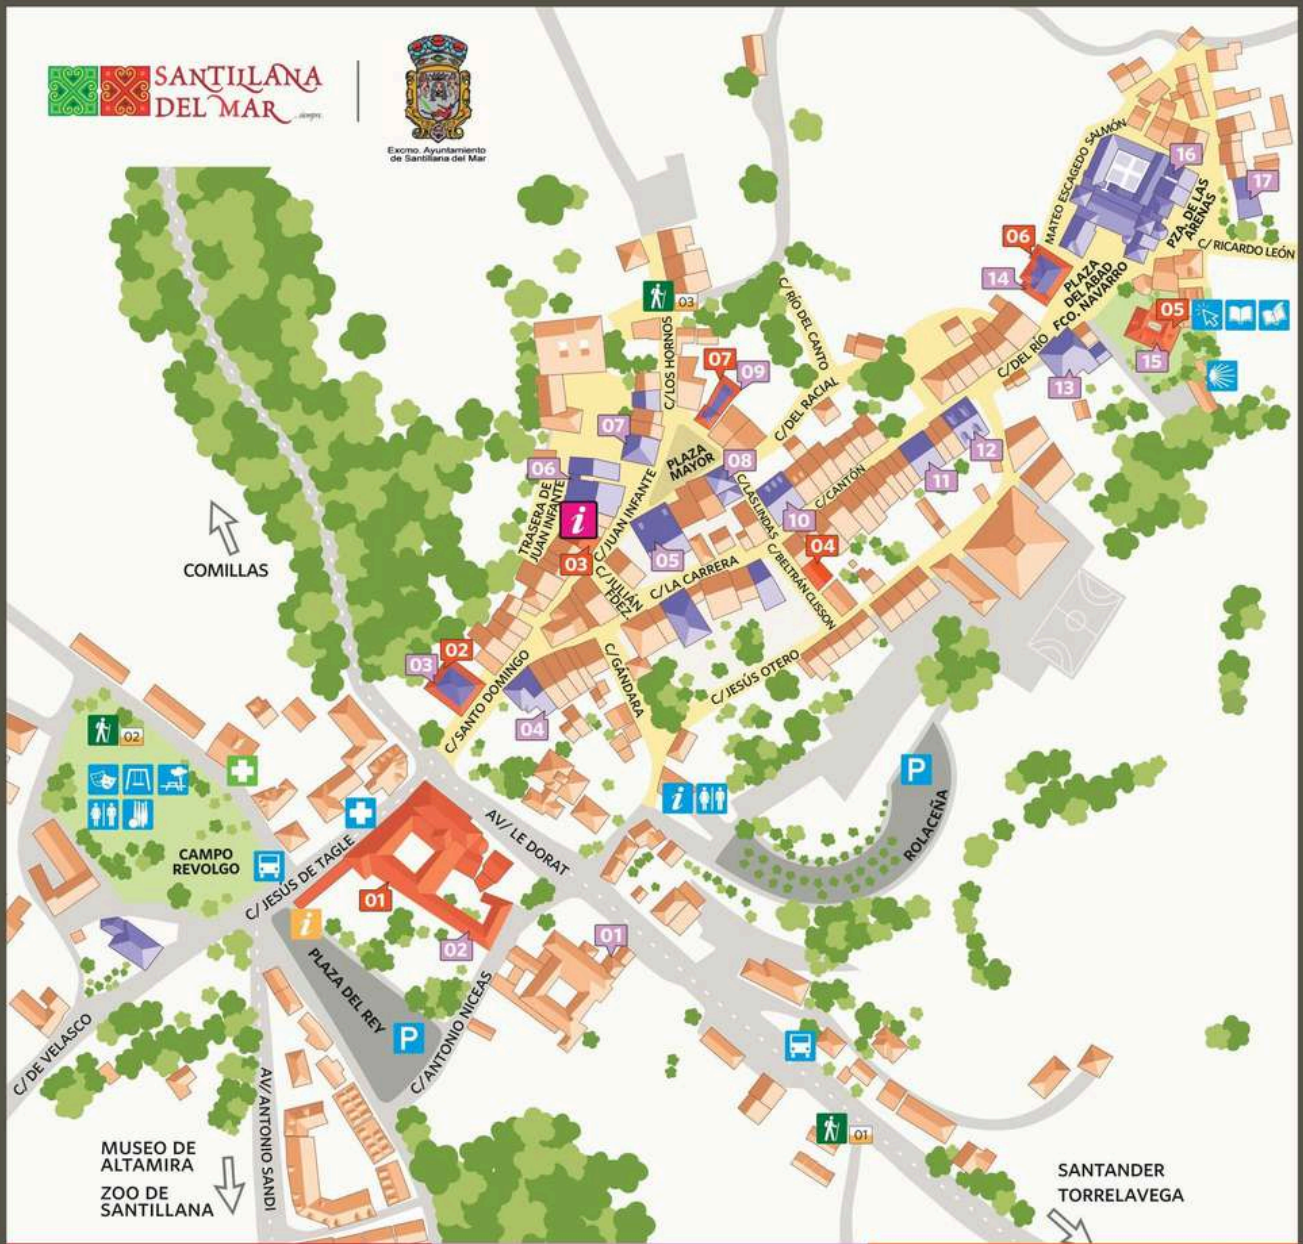 SANTILLANA
DEL MAR
...siempre.
Excmo. Ayuntamiento
de Santillana del Mar
16
17
MATEO ESCAGEDO SALMÓN
PZA. DE LAS
ARENAS
C/ RICARDO LEÓN
06
14
PLAZA
DEL ABAD
FCO. NAVARRO
05
15
C/DEL RÍO
13
03
C/LOS HORNOS
C/ RÍO DEL CANTO
07
09
C/DEL RACIAL
07
PLAZA
MAYOR
06
08
12
11
TRASERA DE
JUAN INFANTE
C/JUAN INFANTE
C/LAS LINDAS
C/CANTÓN
10
i
05
04
03
C/JULIÁN
FDEZ.
C/LA CARRERA
C/BELTRÁN CLISSON
COMILLAS
03
02
C/SANTO DOMINGO
C/GÁNDARA
C/JESÚS OTERO
04
02
P
i
ROLACEÑA
CAMPO
REVOLGO
C/ JESÚS DE TAGLE
AV/ LE DORAT
01
i
02
01
PLAZA DEL REY
P
C/ANTONIO NICEAS
C/ DE VELASCO
AV/ ANTONIO SANDI
01
MUSEO DE
ALTAMIRA
ZOO DE
SANTILLANA
SANTANDER
TORRELAVEGA